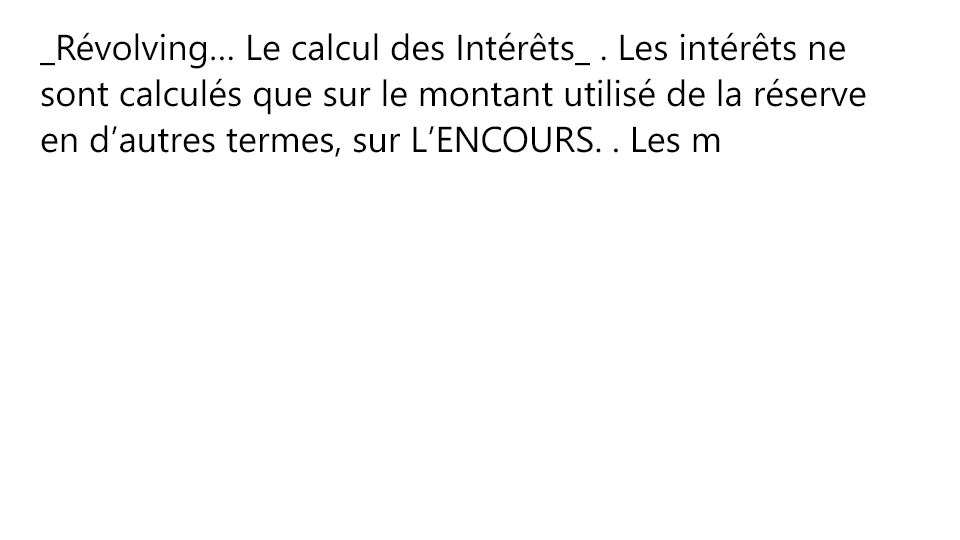 _Révolving… Le calcul des Intérêts_ . Les intérêts ne
sont calculés que sur le montant utilisé de la réserve
en d’autres termes, sur L’ENCOURS. . Les m